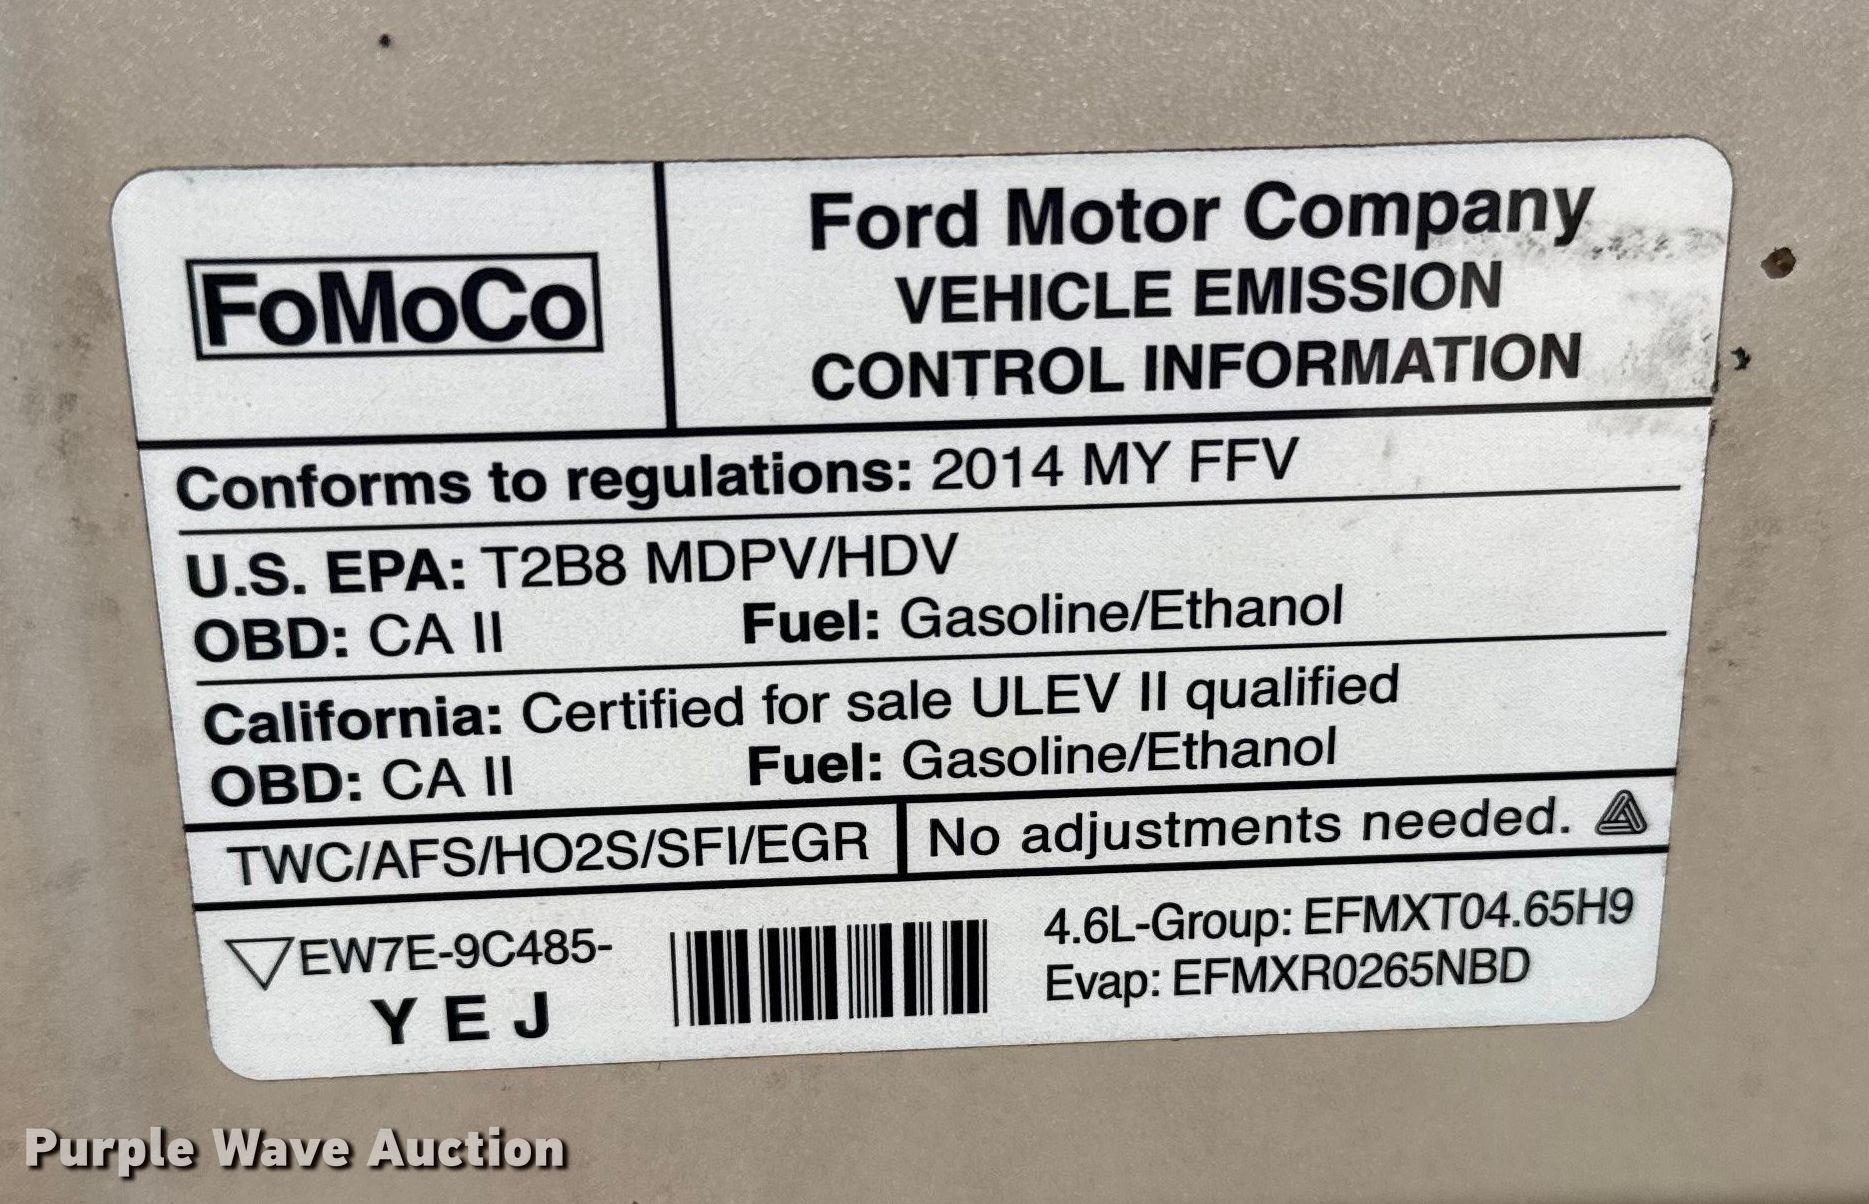 FoMoCo
Ford Motor Company
VEHICLE EMISSION
CONTROL INFORMATION
Conforms to regulations: 2014 MY FFV
U.S. EPA: T2B8 MDPV/HDV
OBD: CA II Fuel: Gasoline/Ethanol
California: Certified for sale ULEV II qualified
OBD: CA II Fuel: Gasoline/Ethanol
TWC/AFS/HO2S/SFI/EGR No adjustments needed.
EW7E-9C485-
Y E J
4.6L-Group: EFMXT04.65H9
Evap: EFMXR0265NBD
Purple Wave Auction